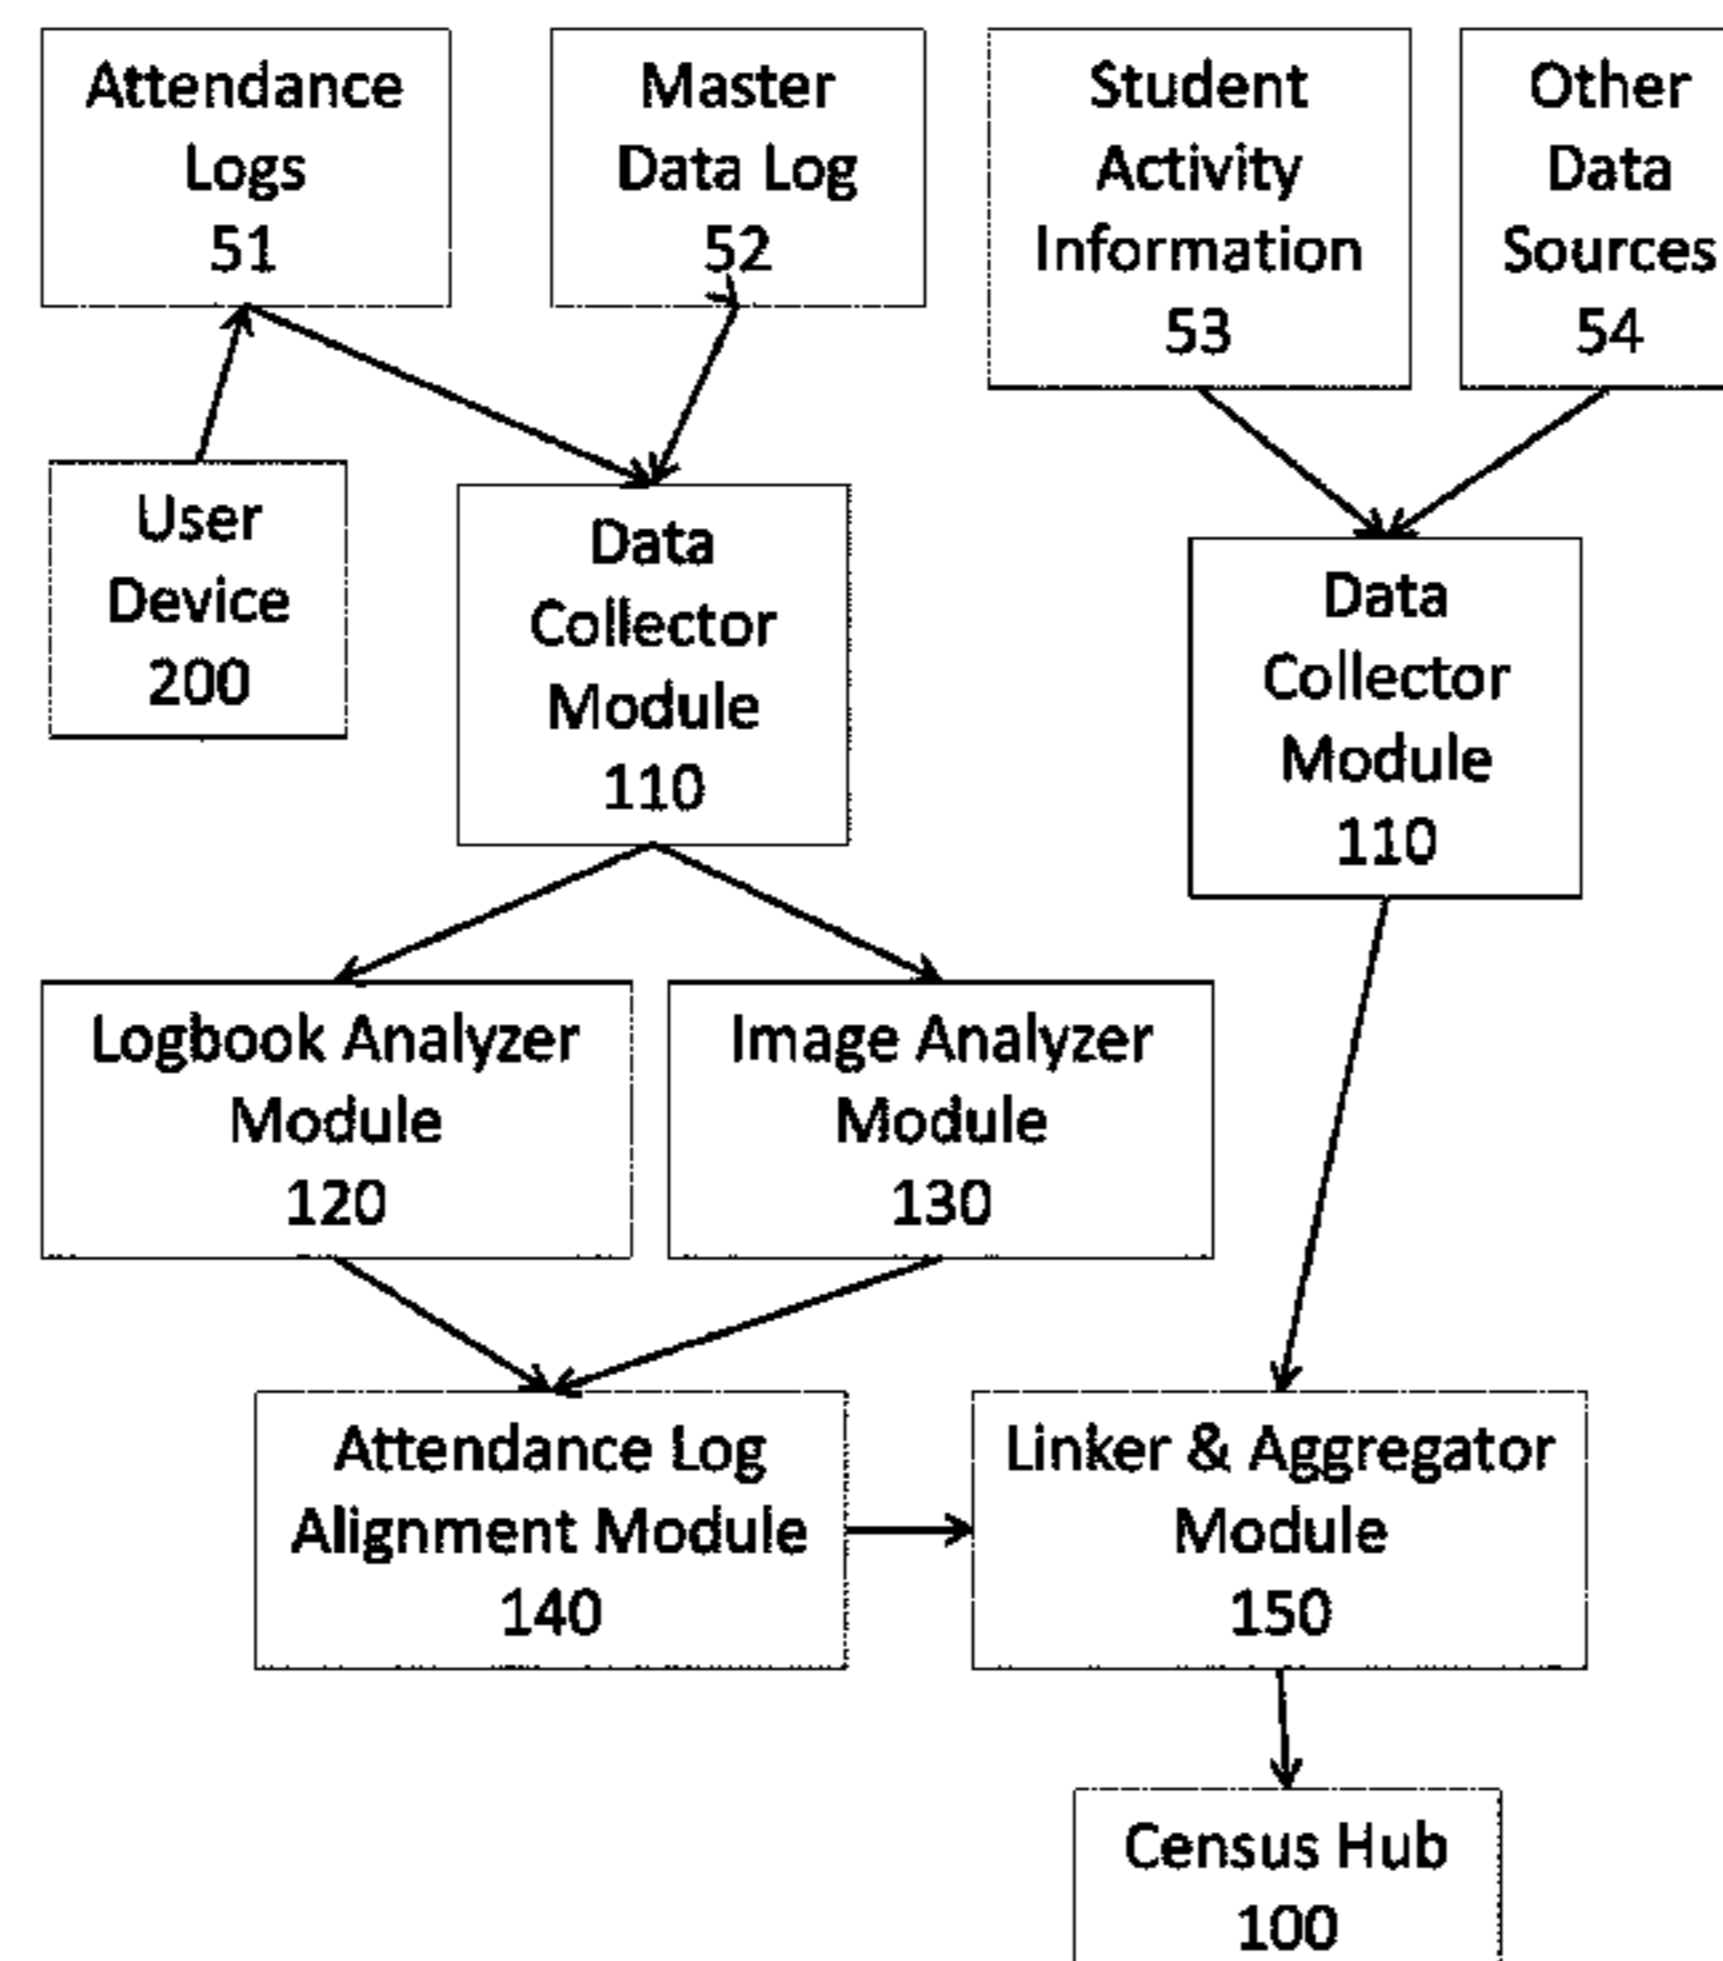 Attendance
Logs
51
Master
Data Log
52
Student
Activity
Information
53
Other
Data
Sources
54
User
Device
200
Data
Collector
Module
110
Data
Collector
Module
110
Logbook Analyzer
Module
120
Image Analyzer
Module
130
Attendance Log
Alignment Module
140
Linker & Aggregator
Module
150
Census Hub
100